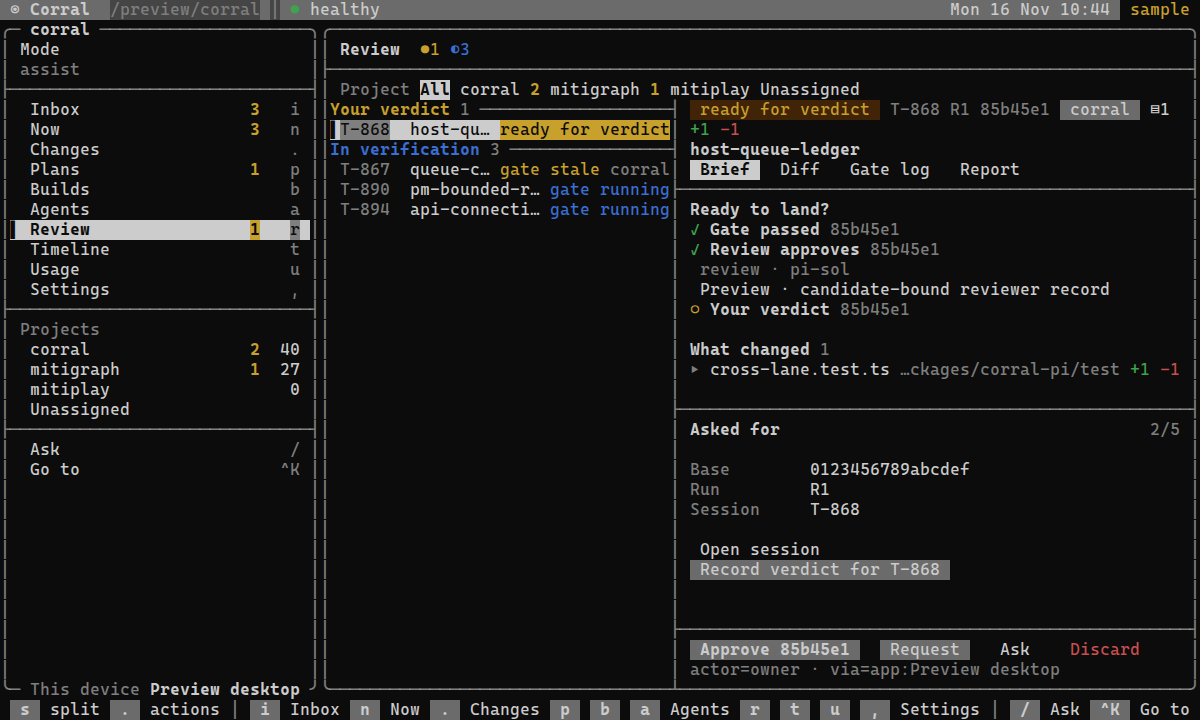 Corral /preview/corral healthy Mon 16 Nov 10:44 sample
corral
Mode
assist
Inbox 3 i
Now 3 n
Changes .
Plans 1 p
Builds b
Agents a
Review 1 r
Timeline t
Usage u
Settings ,
Projects
corral 2 40
mitigraph 1 27
mitiplay 0
Unassigned
Ask /
Go to ^K
This device Preview desktop
Review ●1 ◐3
Project All corral 2 mitigraph 1 mitiplay Unassigned
Your verdict 1
T-868 host-qu… ready for verdict
In verification 3
T-867 queue-c… gate stale corral
T-890 pm-bounded-r… gate running
T-894 api-connecti… gate running
ready for verdict T-868 R1 85b45e1 corral ⊟1
+1 -1
host-queue-ledger
Brief Diff Gate log Report
Ready to land?
✓ Gate passed 85b45e1
✓ Review approves 85b45e1
review · pi-sol
Preview · candidate-bound reviewer record
○ Your verdict 85b45e1
What changed 1
▸ cross-lane.test.ts …ckages/corral-pi/test +1 -1
Asked for 2/5
Base 0123456789abcdef
Run R1
Session T-868
Open session
Record verdict for T-868
Approve 85b45e1 Request Ask Discard
actor=owner · via=app:Preview desktop
s split . actions │ i Inbox n Now . Changes p b a Agents r t u , Settings │ / Ask ^K Go to